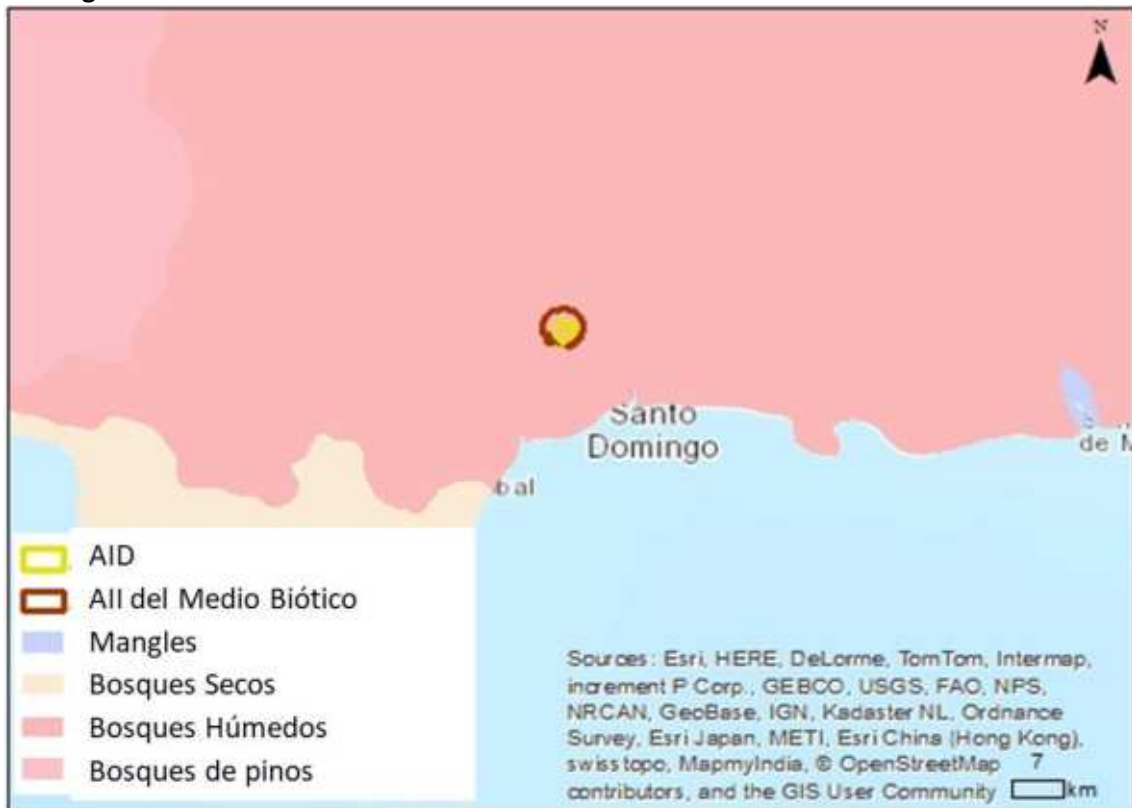 N
Santo
Domingo
de M
bal
AID
AII del Medio Biótico
Mangles
Bosques Secos
Bosques Húmedos
Bosques de pinos
Sources: Esri, HERE, DeLorme, TomTom, Intermap,
increment P Corp., GEBCO, USGS, FAO, NPS,
NRCAN, GeoBase, IGN, Kadaster NL, Ordnance
Survey, Esri Japan, METI, Esri China (Hong Kong),
swisstopo, MapmyIndia, © OpenStreetMap
contributors, and the GIS User Community
7
km